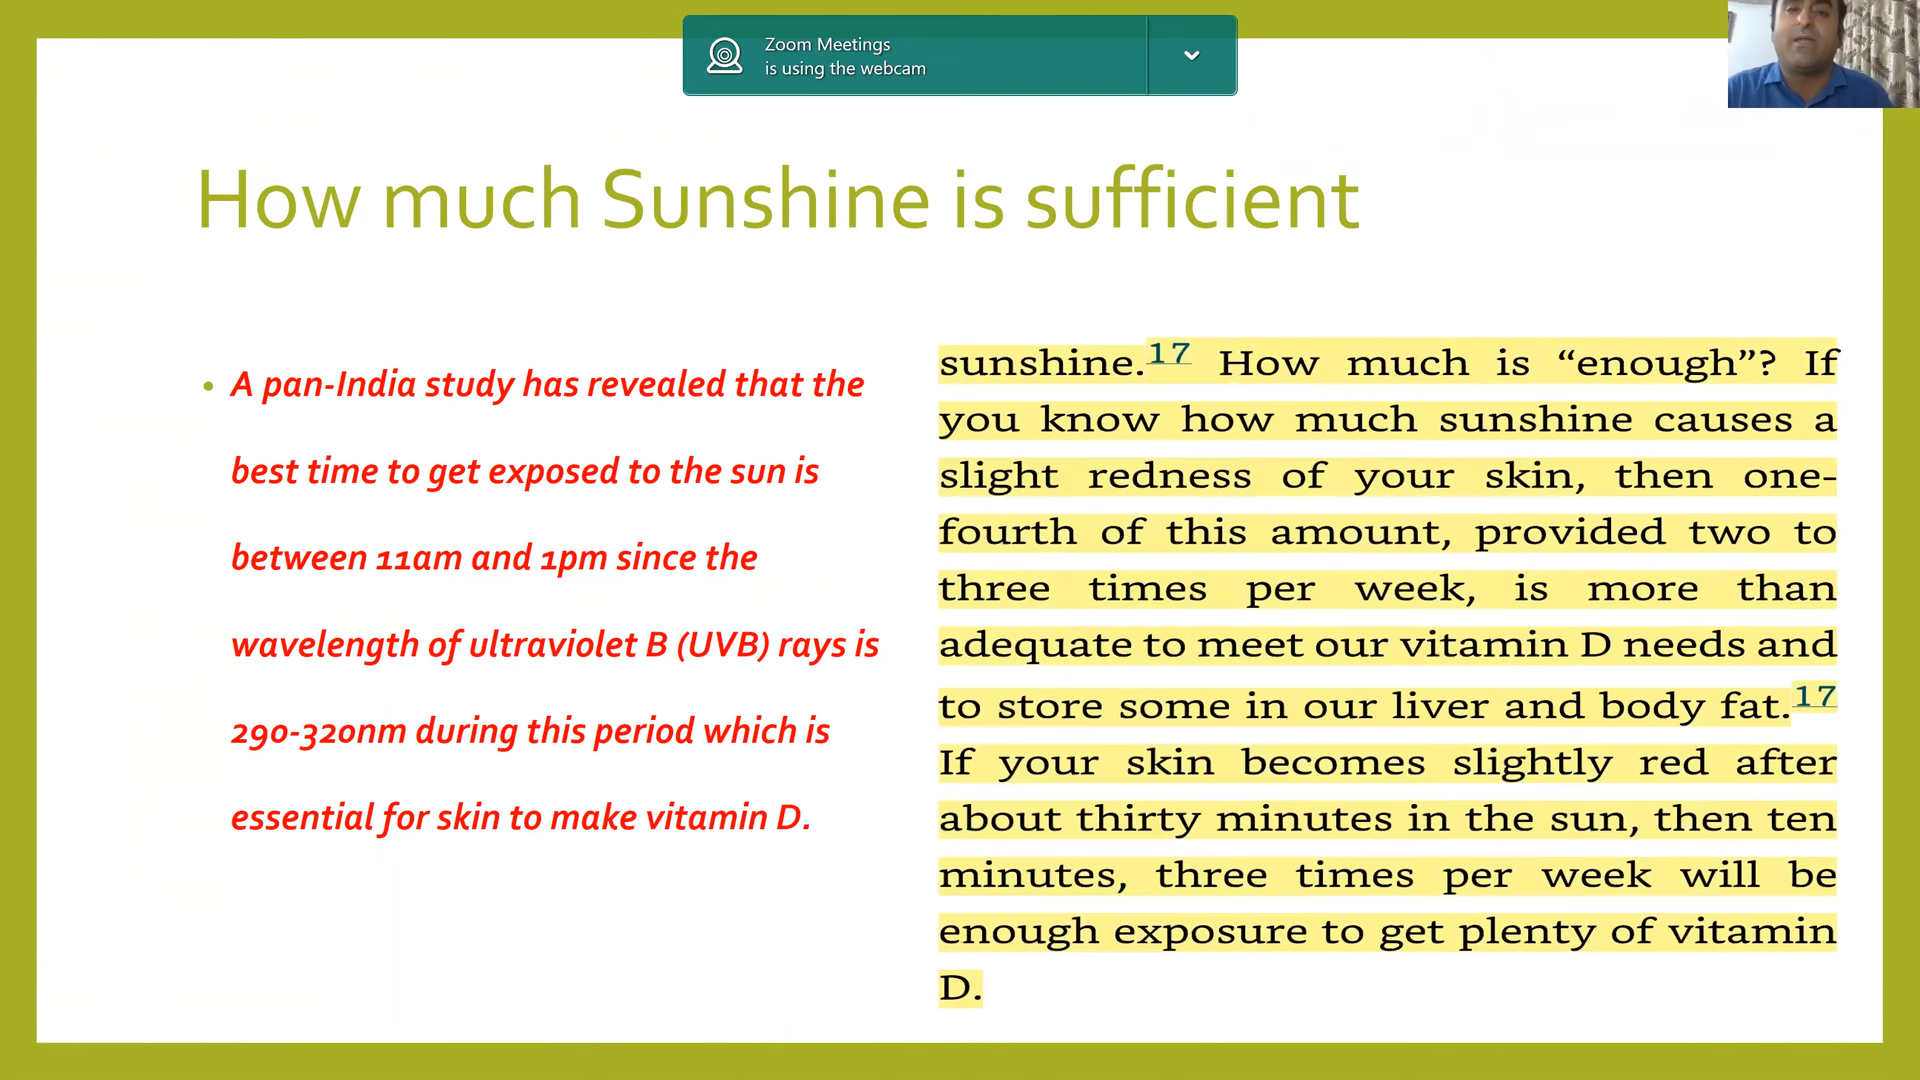 Zoom Meetings
is using the webcam
How much Sunshine is sufficient
• A pan-India study has revealed that the
best time to get exposed to the sun is
between 11am and 1pm since the
wavelength of ultraviolet B (UVB) rays is
290-320nm during this period which is
essential for skin to make vitamin D.
sunshine.17 How much is “enough”? If
you know how much sunshine causes a
slight redness of your skin, then one-
fourth of this amount, provided two to
three times per week, is more than
adequate to meet our vitamin D needs and
to store some in our liver and body fat.17
If your skin becomes slightly red after
about thirty minutes in the sun, then ten
minutes, three times per week will be
enough exposure to get plenty of vitamin
D.